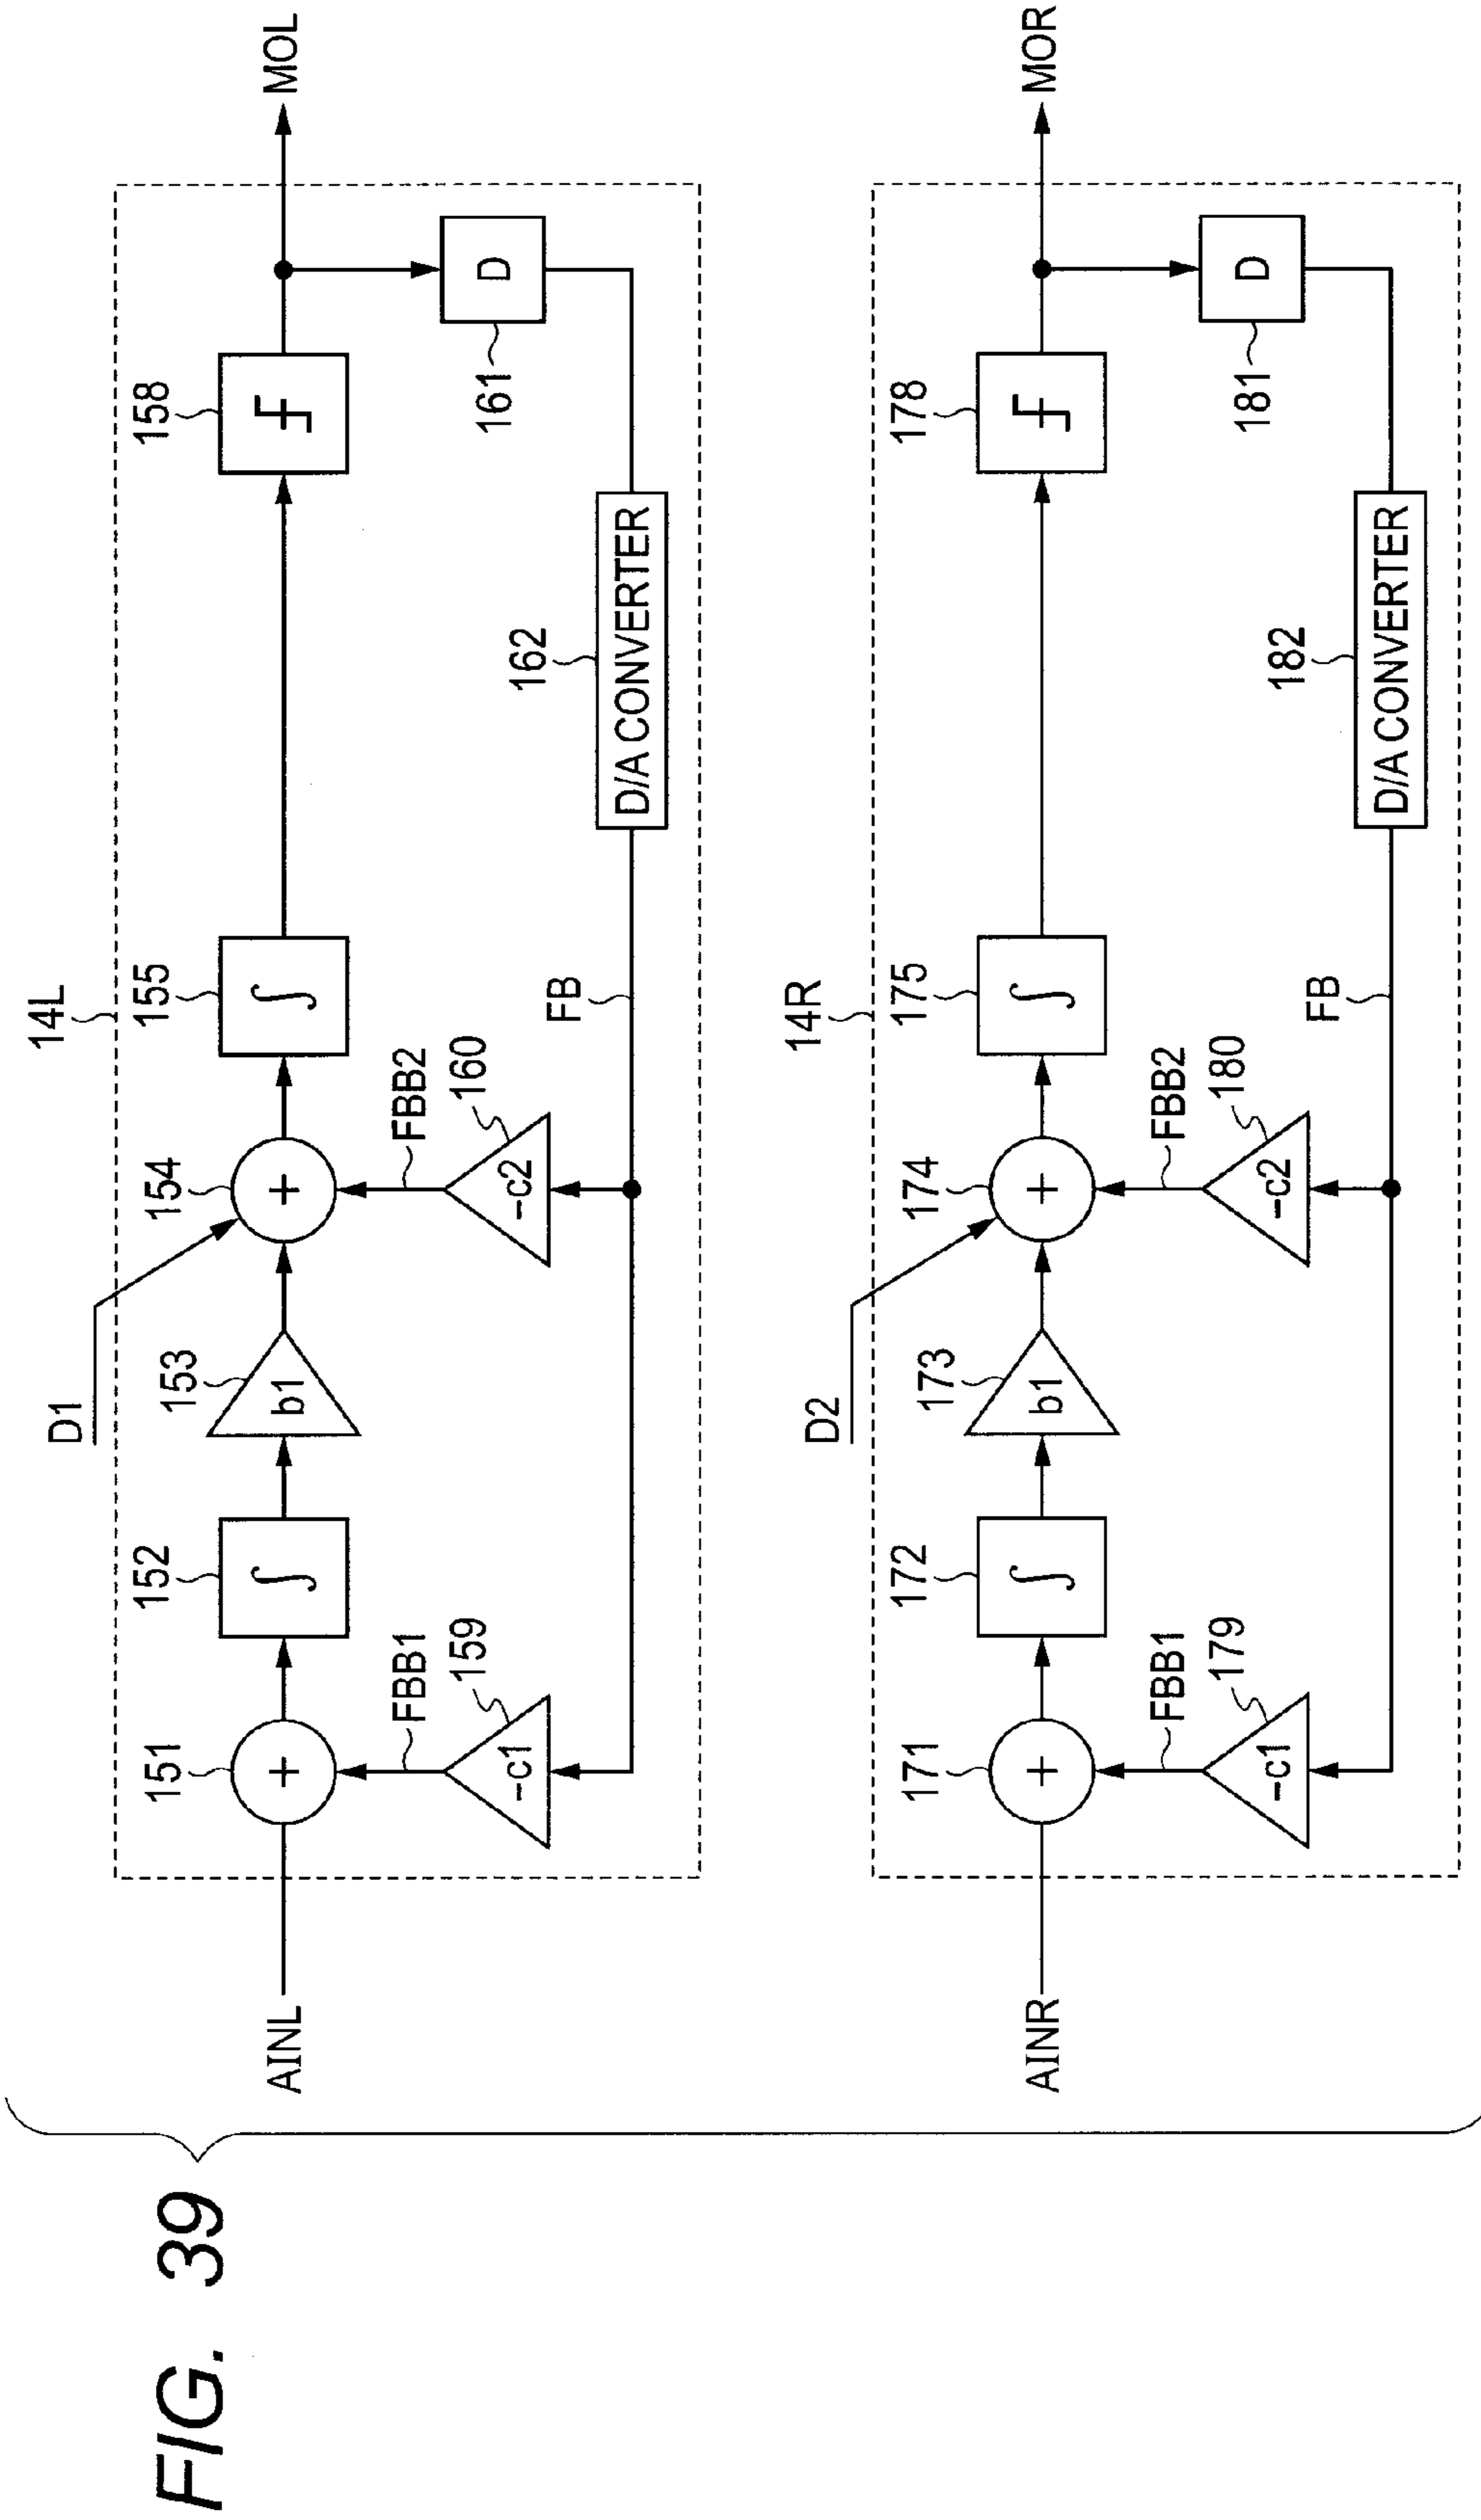 FIG. 39
14L
D1
151
152
153
154
155
158
AINL
+
∫
b1
+
∫
MOL
FBB1
159
FBB2
160
161
D
-c1
-c2
FB
162
D/A CONVERTER
14R
D2
171
172
173
174
175
178
AINR
+
∫
b1
+
∫
MOR
FBB1
179
FBB2
180
181
D
-c1
-c2
FB
182
D/A CONVERTER